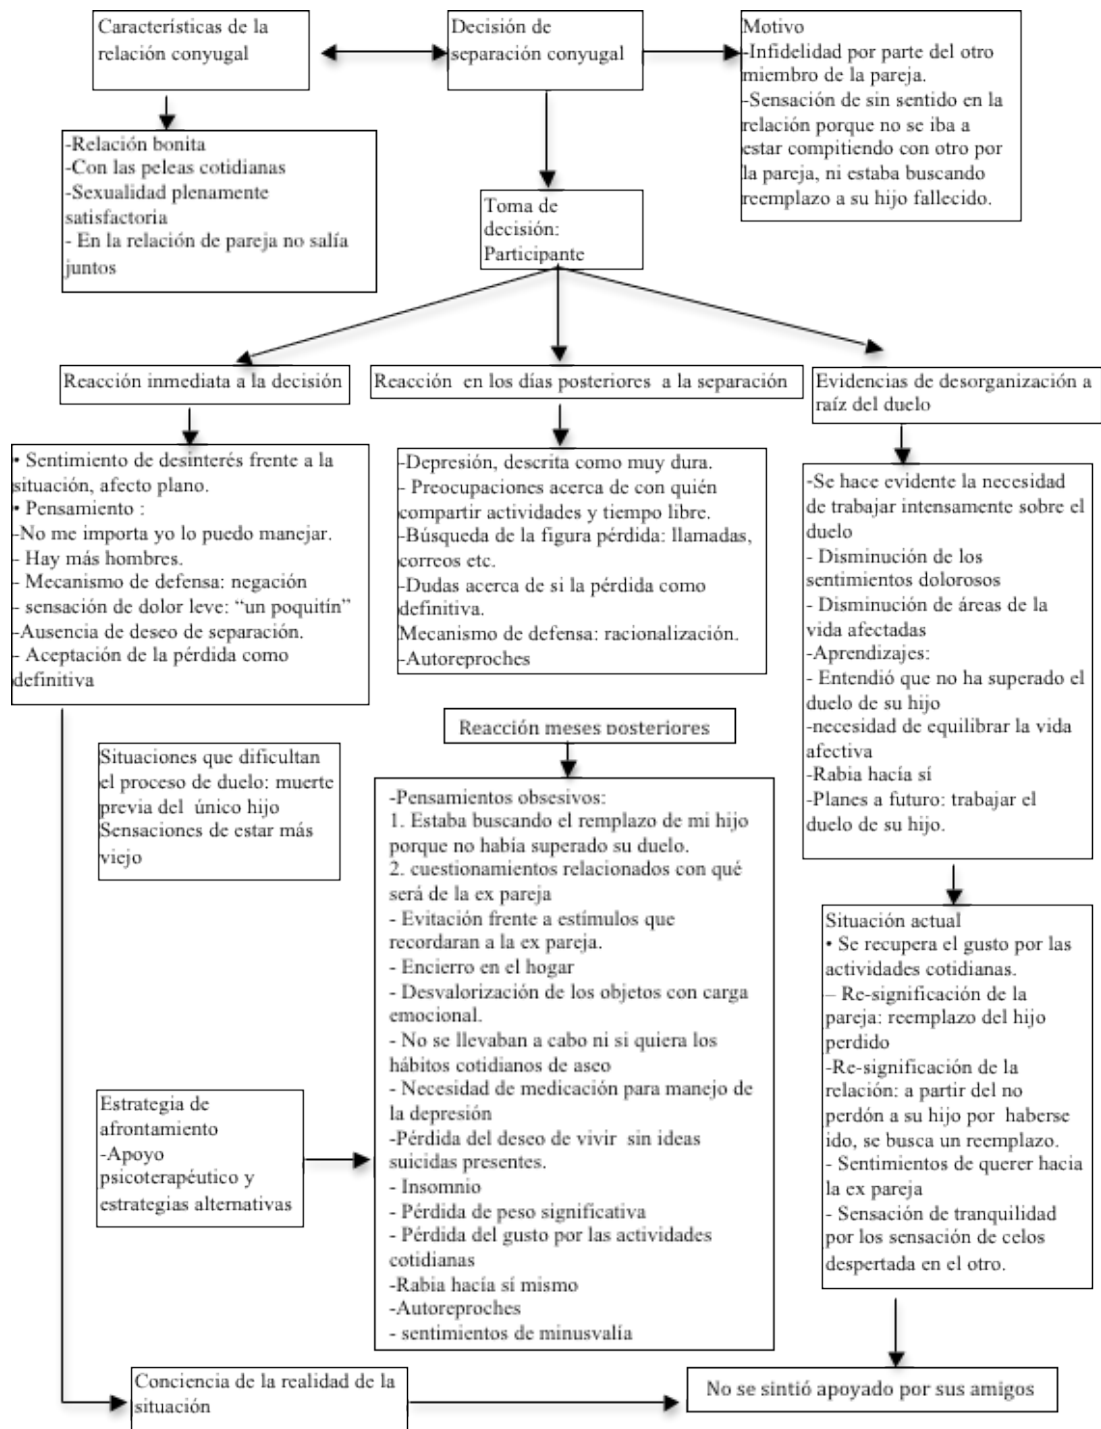 Características de la
relación conyugal
Decisión de
separación conyugal
Motivo
-Infidelidad por parte del otro
miembro de la pareja.
-Sensación de sin sentido en la
relación porque no se iba a
estar compitiendo con otro por
la pareja, ni estaba buscando
reemplazo a su hijo fallecido.
-Relación bonita
-Con las peleas cotidianas
-Sexualidad plenamente
satisfactoria
- En la relación de pareja no salía
juntos
Toma de
decisión:
Participante
Reacción inmediata a la decisión
Reacción en los días posteriores a la separación
Evidencias de desorganización a
raíz del duelo
• Sentimiento de desinterés frente a la
situación, afecto plano.
• Pensamiento :
-No me importa yo lo puedo manejar.
- Hay más hombres.
- Mecanismo de defensa: negación
- sensación de dolor leve: “un poquitín”
-Ausencia de deseo de separación.
- Aceptación de la pérdida como
definitiva
-Depresión, descrita como muy dura.
- Preocupaciones acerca de con quién
compartir actividades y tiempo libre.
-Búsqueda de la figura pérdida: llamadas,
correos etc.
-Dudas acerca de si la pérdida como
definitiva.
Mecanismo de defensa: racionalización.
-Autoreproches
-Se hace evidente la necesidad
de trabajar intensamente sobre el
duelo
- Disminución de los
sentimientos dolorosos
- Disminución de áreas de la
vida afectadas
-Aprendizajes:
- Entendió que no ha superado el
duelo de su hijo
-necesidad de equilibrar la vida
afectiva
-Rabia hacía sí
-Planes a futuro: trabajar el
duelo de su hijo.
Reacción meses posteriores
Situaciones que dificultan
el proceso de duelo: muerte
previa del único hijo
Sensaciones de estar más
viejo
-Pensamientos obsesivos:
1. Estaba buscando el remplazo de mi hijo
porque no había superado su duelo.
2. cuestionamientos relacionados con qué
será de la ex pareja
- Evitación frente a estímulos que
recordaran a la ex pareja.
- Encierro en el hogar
- Desvalorización de los objetos con carga
emocional.
- No se llevaban a cabo ni si quiera los
hábitos cotidianos de aseo
- Necesidad de medicación para manejo de
la depresión
-Pérdida del deseo de vivir sin ideas
suicidas presentes.
- Insomnio
- Pérdida de peso significativa
- Pérdida del gusto por las actividades
cotidianas
-Rabia hacía sí mismo
-Autoreproches
- sentimientos de minusvalía
Situación actual
• Se recupera el gusto por las
actividades cotidianas.
– Re-significación de la
pareja: reemplazo del hijo
perdido
-Re-significación de la
relación: a partir del no
perdón a su hijo por haberse
ido, se busca un reemplazo.
- Sentimientos de querer hacia
la ex pareja
- Sensación de tranquilidad
por los sensación de celos
despertada en el otro.
Estrategia de
afrontamiento
-Apoyo
psicoterapéutico y
estrategias alternativas
Conciencia de la realidad de la
situación
No se sintió apoyado por sus amigos